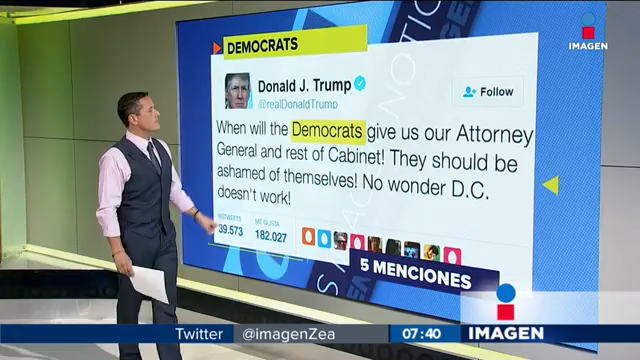 IMAGEN
DEMOCRATS
Donald J. Trump
@realDonaldTrump
Follow
When will the Democrats give us our Attorney
General and rest of Cabinet! They should be
ashamed of themselves! No wonder D.C.
doesn't work!
RETWEETS ME GUSTA
39.573 182.027
5 MENCIONES
Twitter @imagenZea 07:40 IMAGEN